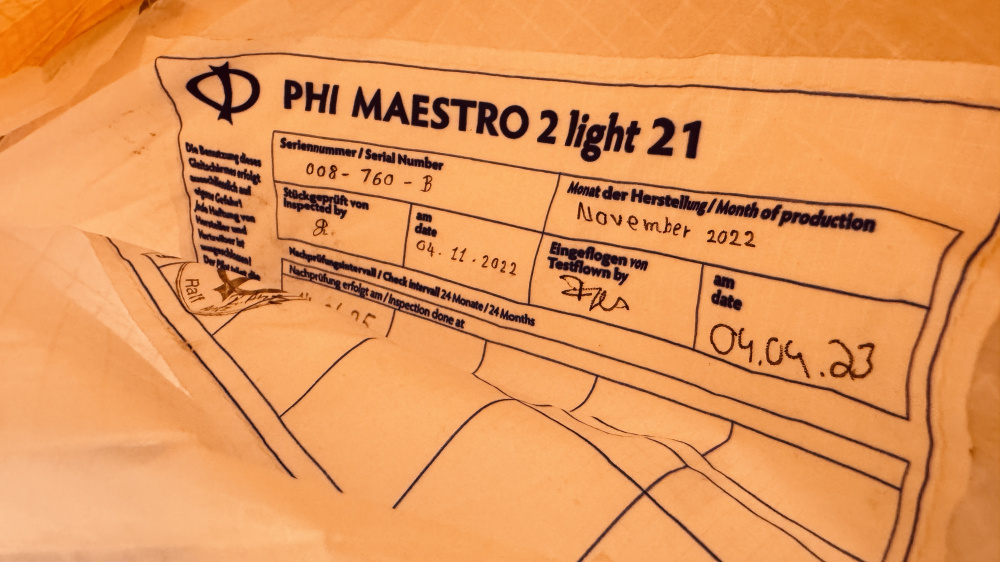 PHI MAESTRO 2 light 21
Die Benutzung dieses
Gleitschirmes erfolgt
ausschliesslich auf
eigene Gefahr!
Jede Haftung von
Hersteller und
Vertreiber ist
ausgeschlossen!
Der Pilot
Seriennummer / Serial Number
008 - 760 - B
Monat der Herstellung / Month of production
November 2022
Stückgeprüft von
Inspected by
am
date
04.11.2022
Eingeflogen von
Testflown by
am
date
04.04.23
Nachprüfungsintervall / Check intervall 24 Monate / 24 Months
Nachprüfung erfolgt am / Inspection done at
Ralf